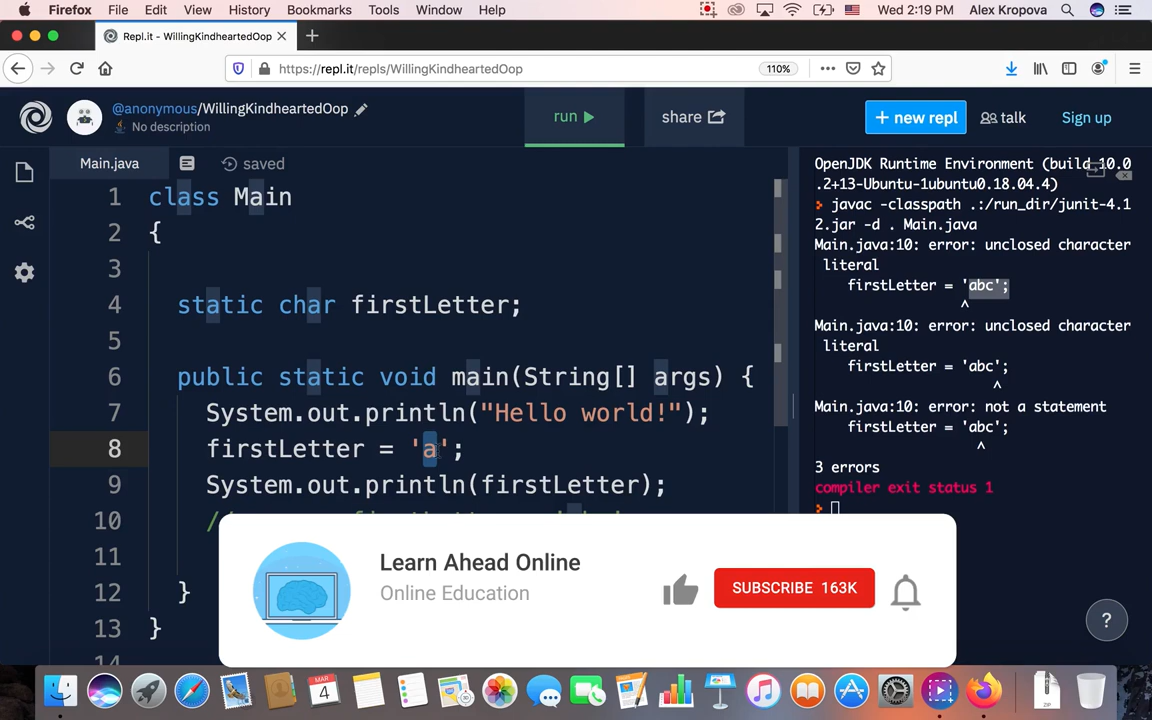 Firefox File Edit View History Bookmarks Tools Window Help Wed 2:19 PM Alex Kropova
Repl.it - WillingKindheartedOop
https://repl.it/repls/WillingKindheartedOop 110%
@anonymous/WillingKindheartedOop
No description
run
share
+ new repl
talk
Sign up
Main.java
saved
1 class Main
2 {
3
4 static char firstLetter;
5
6 public static void main(String[] args) {
7 System.out.println("Hello world!");
8 firstLetter = 'a';
9 System.out.println(firstLetter);
10
11
12 }
13 }
14
OpenJDK Runtime Environment (build 10.0
.2+13-Ubuntu-1ubuntu0.18.04.4)
javac -classpath .:/run_dir/junit-4.1
2.jar -d . Main.java
Main.java:10: error: unclosed character
literal
firstLetter = 'abc';
^
Main.java:10: error: unclosed character
literal
firstLetter = 'abc';
^
Main.java:10: error: not a statement
firstLetter = 'abc';
^
3 errors
compiler exit status 1
Learn Ahead Online
Online Education
SUBSCRIBE 163K
?
MAR
4
ZIP